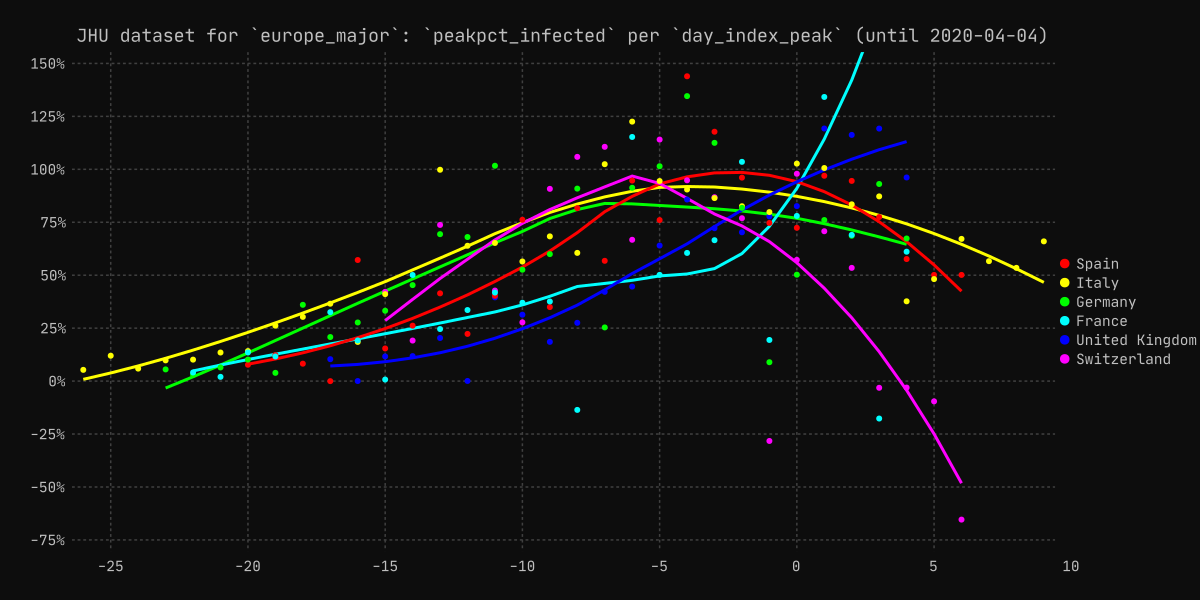 JHU dataset for `europe_major`: `peakpct_infected` per `day_index_peak` (until 2020-04-04)
150%
125%
100%
75%
50%
25%
0%
−25%
−50%
−75%
Spain
Italy
Germany
France
United Kingdom
Switzerland
−25 −20 −15 −10 −5 0 5 10